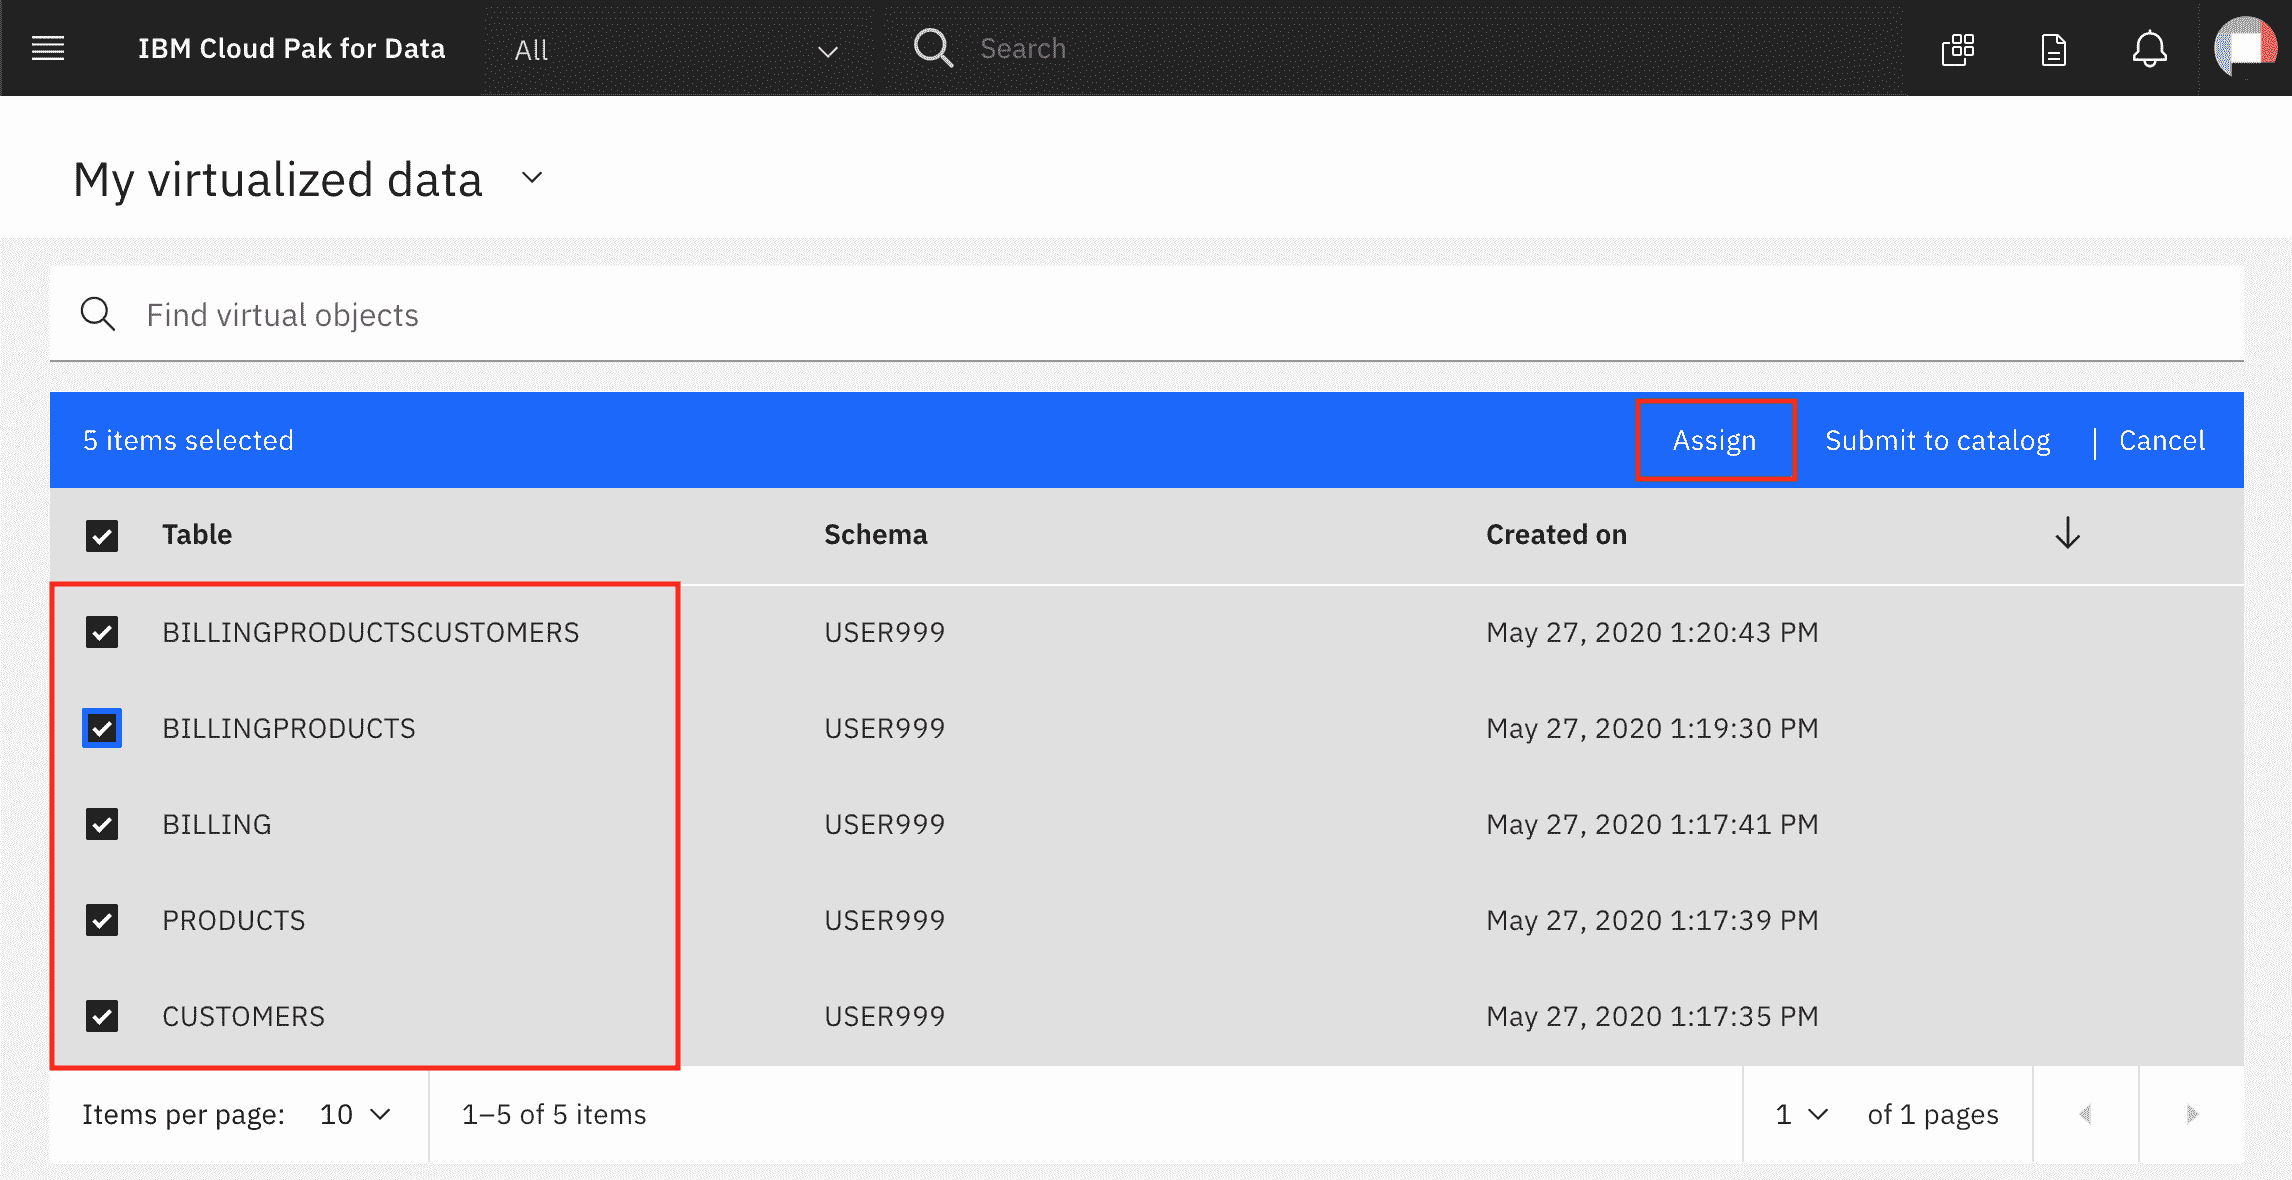 IBM Cloud Pak for Data All Search
My virtualized data
Find virtual objects
5 items selected Assign Submit to catalog | Cancel
Table Schema Created on
BILLINGPRODUCTSCUSTOMERS USER999 May 27, 2020 1:20:43 PM
BILLINGPRODUCTS USER999 May 27, 2020 1:19:30 PM
BILLING USER999 May 27, 2020 1:17:41 PM
PRODUCTS USER999 May 27, 2020 1:17:39 PM
CUSTOMERS USER999 May 27, 2020 1:17:35 PM
Items per page: 10 1–5 of 5 items 1 of 1 pages